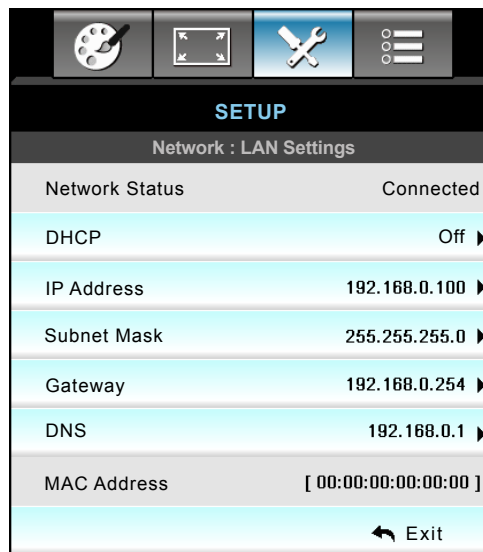 SETUP
Network : LAN Settings
Network Status Connected
DHCP Off
IP Address 192.168.0.100
Subnet Mask 255.255.255.0
Gateway 192.168.0.254
DNS 192.168.0.1
MAC Address [ 00:00:00:00:00:00 ]
Exit